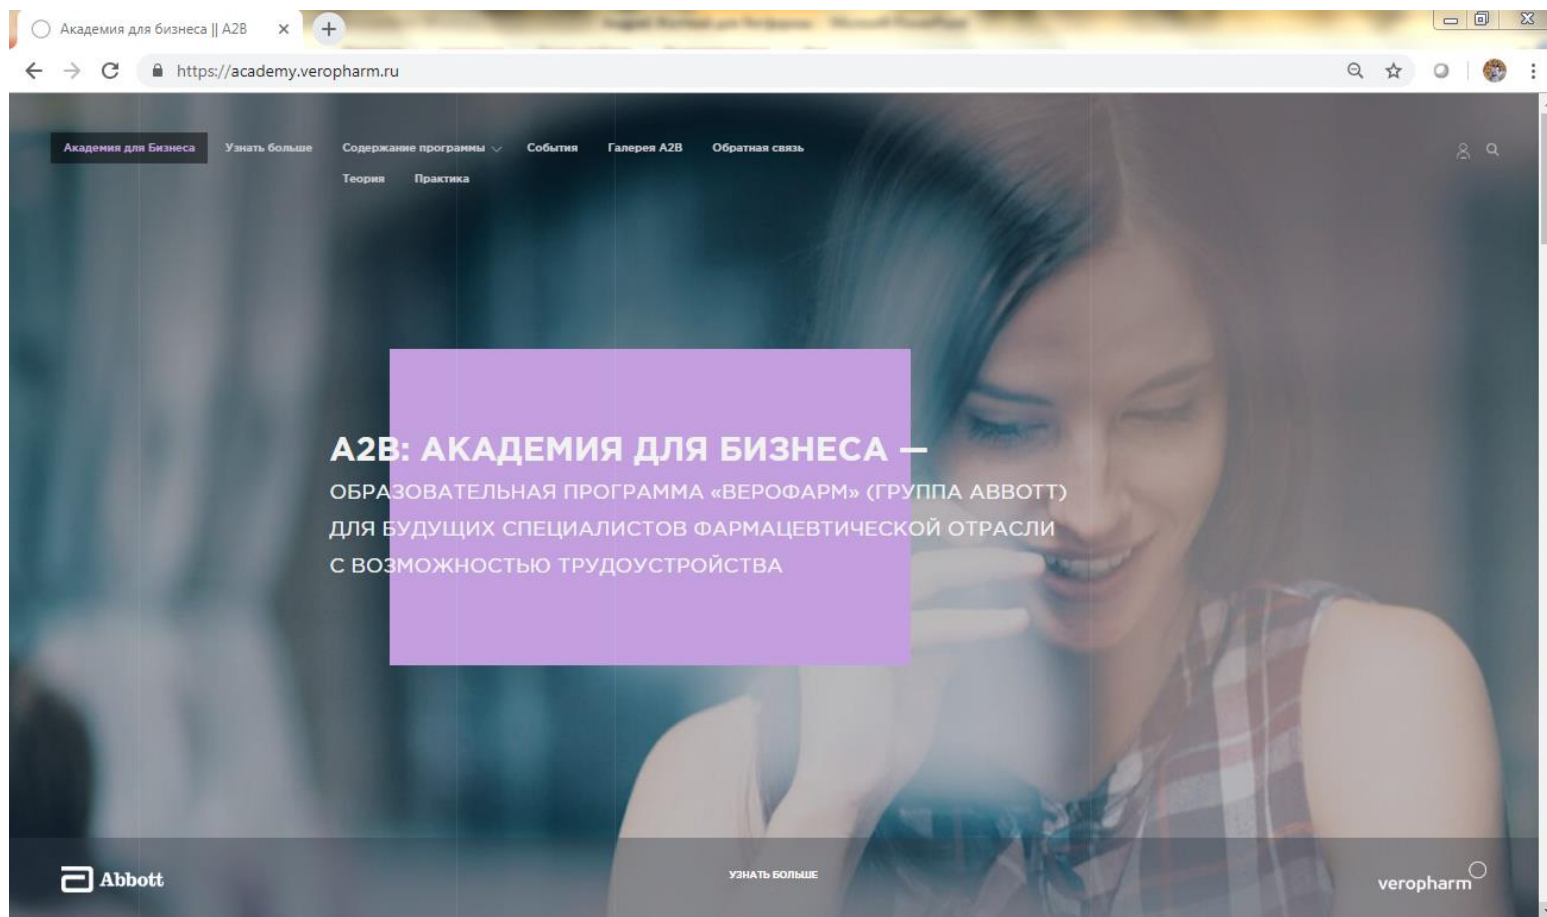 Академия для бизнеса || A2B
https://academy.veropharm.ru
Академия для Бизнеса Узнать больше Содержание программы События Галерея A2B Обратная связь
Теория Практика
A2B: АКАДЕМИЯ ДЛЯ БИЗНЕСА —
ОБРАЗОВАТЕЛЬНАЯ ПРОГРАММА «ВЕРОФАРМ» (ГРУППА ABBOTT)
ДЛЯ БУДУЩИХ СПЕЦИАЛИСТОВ ФАРМАЦЕВТИЧЕСКОЙ ОТРАСЛИ
С ВОЗМОЖНОСТЬЮ ТРУДОУСТРОЙСТВА
Abbott УЗНАТЬ БОЛЬШЕ veropharm